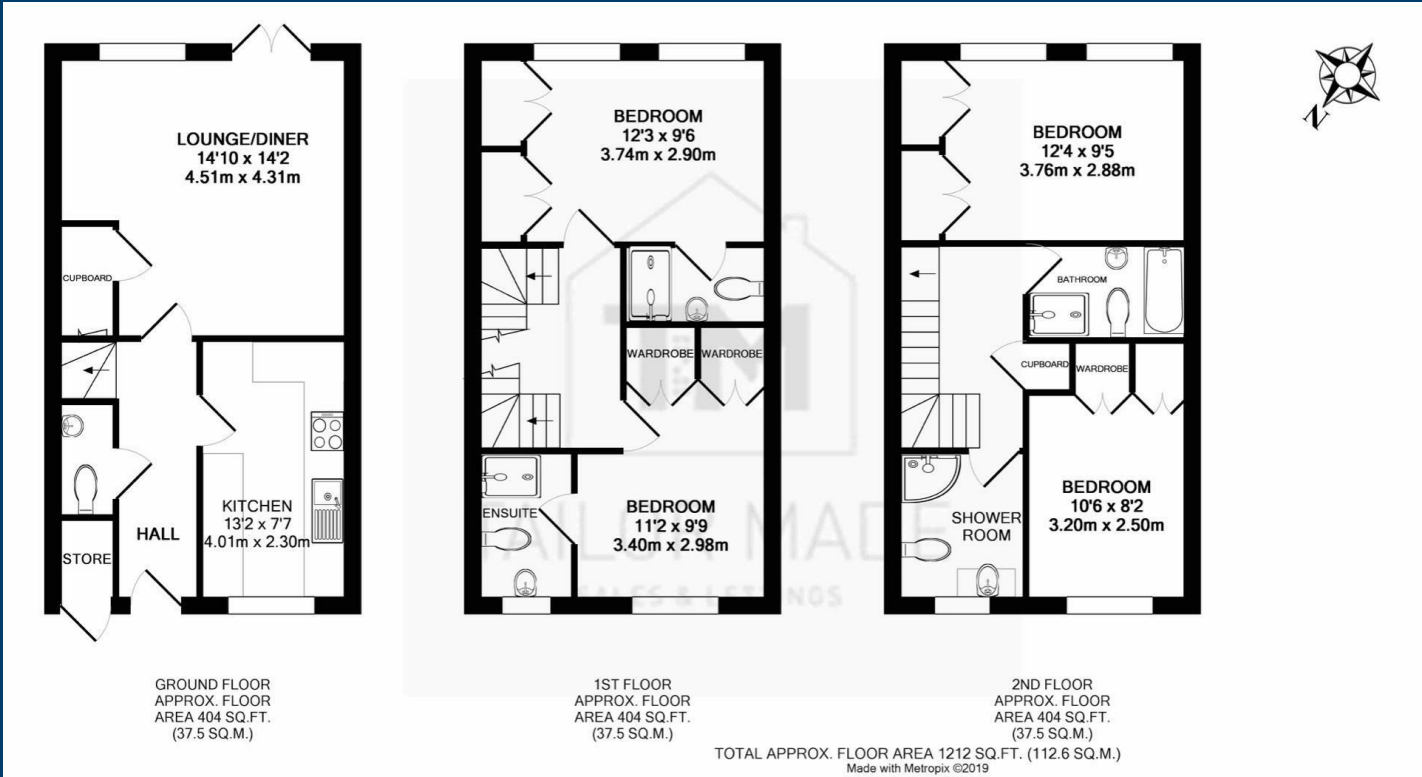 LOUNGE/DINER
14'10 x 14'2
4.51m x 4.31m
CUPBOARD
KITCHEN
13'2 x 7'7
4.01m x 2.30m
HALL
STORE
GROUND FLOOR
APPROX. FLOOR
AREA 404 SQ.FT.
(37.5 SQ.M.)
BEDROOM
12'3 x 9'6
3.74m x 2.90m
WARDROBE
WARDROBE
ENSUITE
BEDROOM
11'2 x 9'9
3.40m x 2.98m
1ST FLOOR
APPROX. FLOOR
AREA 404 SQ.FT.
(37.5 SQ.M.)
BEDROOM
12'4 x 9'5
3.76m x 2.88m
BATHROOM
CUPBOARD
WARDROBE
SHOWER
ROOM
BEDROOM
10'6 x 8'2
3.20m x 2.50m
2ND FLOOR
APPROX. FLOOR
AREA 404 SQ.FT.
(37.5 SQ.M.)
N
TM
TAILOR MADE
SALES & LETTINGS
TOTAL APPROX. FLOOR AREA 1212 SQ.FT. (112.6 SQ.M.)
Made with Metropix ©2019